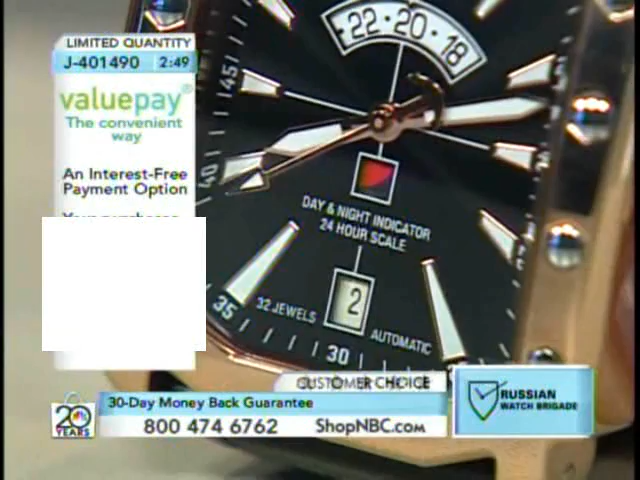 LIMITED QUANTITY
J-401490 2:49
valuepay®
The convenient
way
An Interest-Free
Payment Option
22·20·18
45
40
DAY & NIGHT INDICATOR
24 HOUR SCALE
2
32 JEWELS
AUTOMATIC
35
30
CUSTOMER CHOICE
30-Day Money Back Guarantee
800 474 6762 ShopNBC.com
20
YEARS
RUSSIAN
WATCH BRIGADE